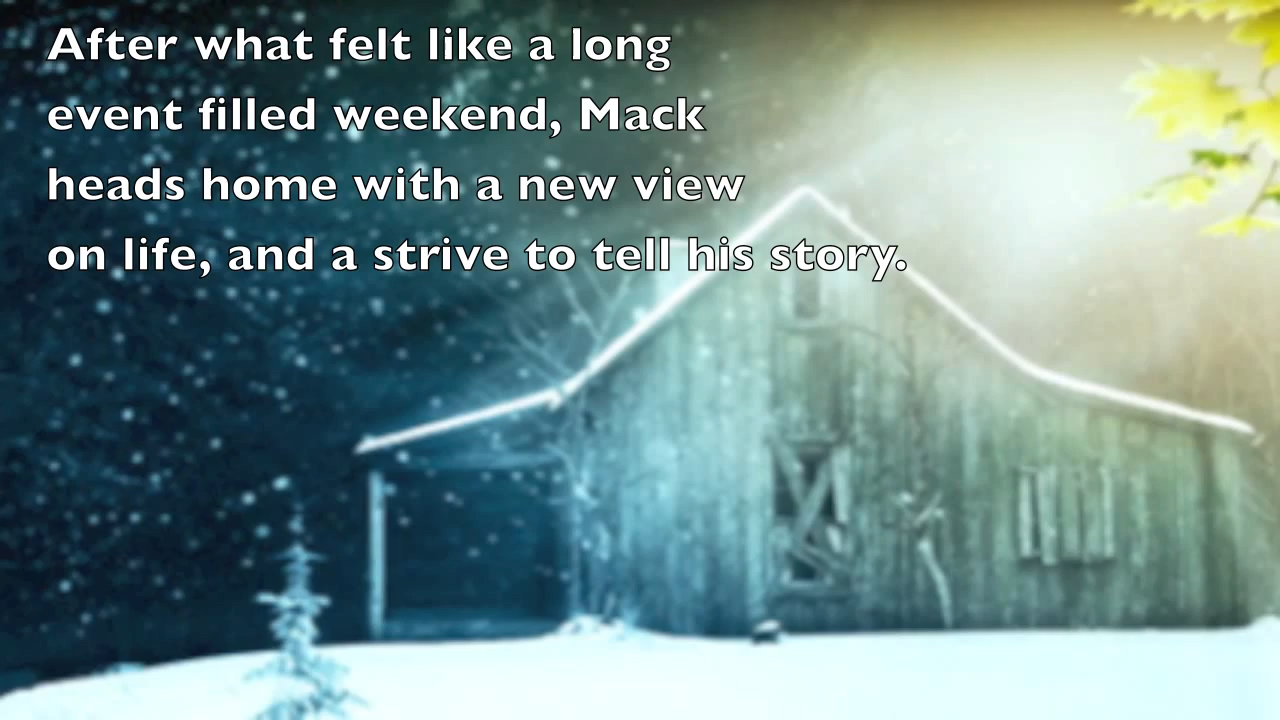 After what felt like a long
event filled weekend, Mack
heads home with a new view
on life, and a strive to tell his story.